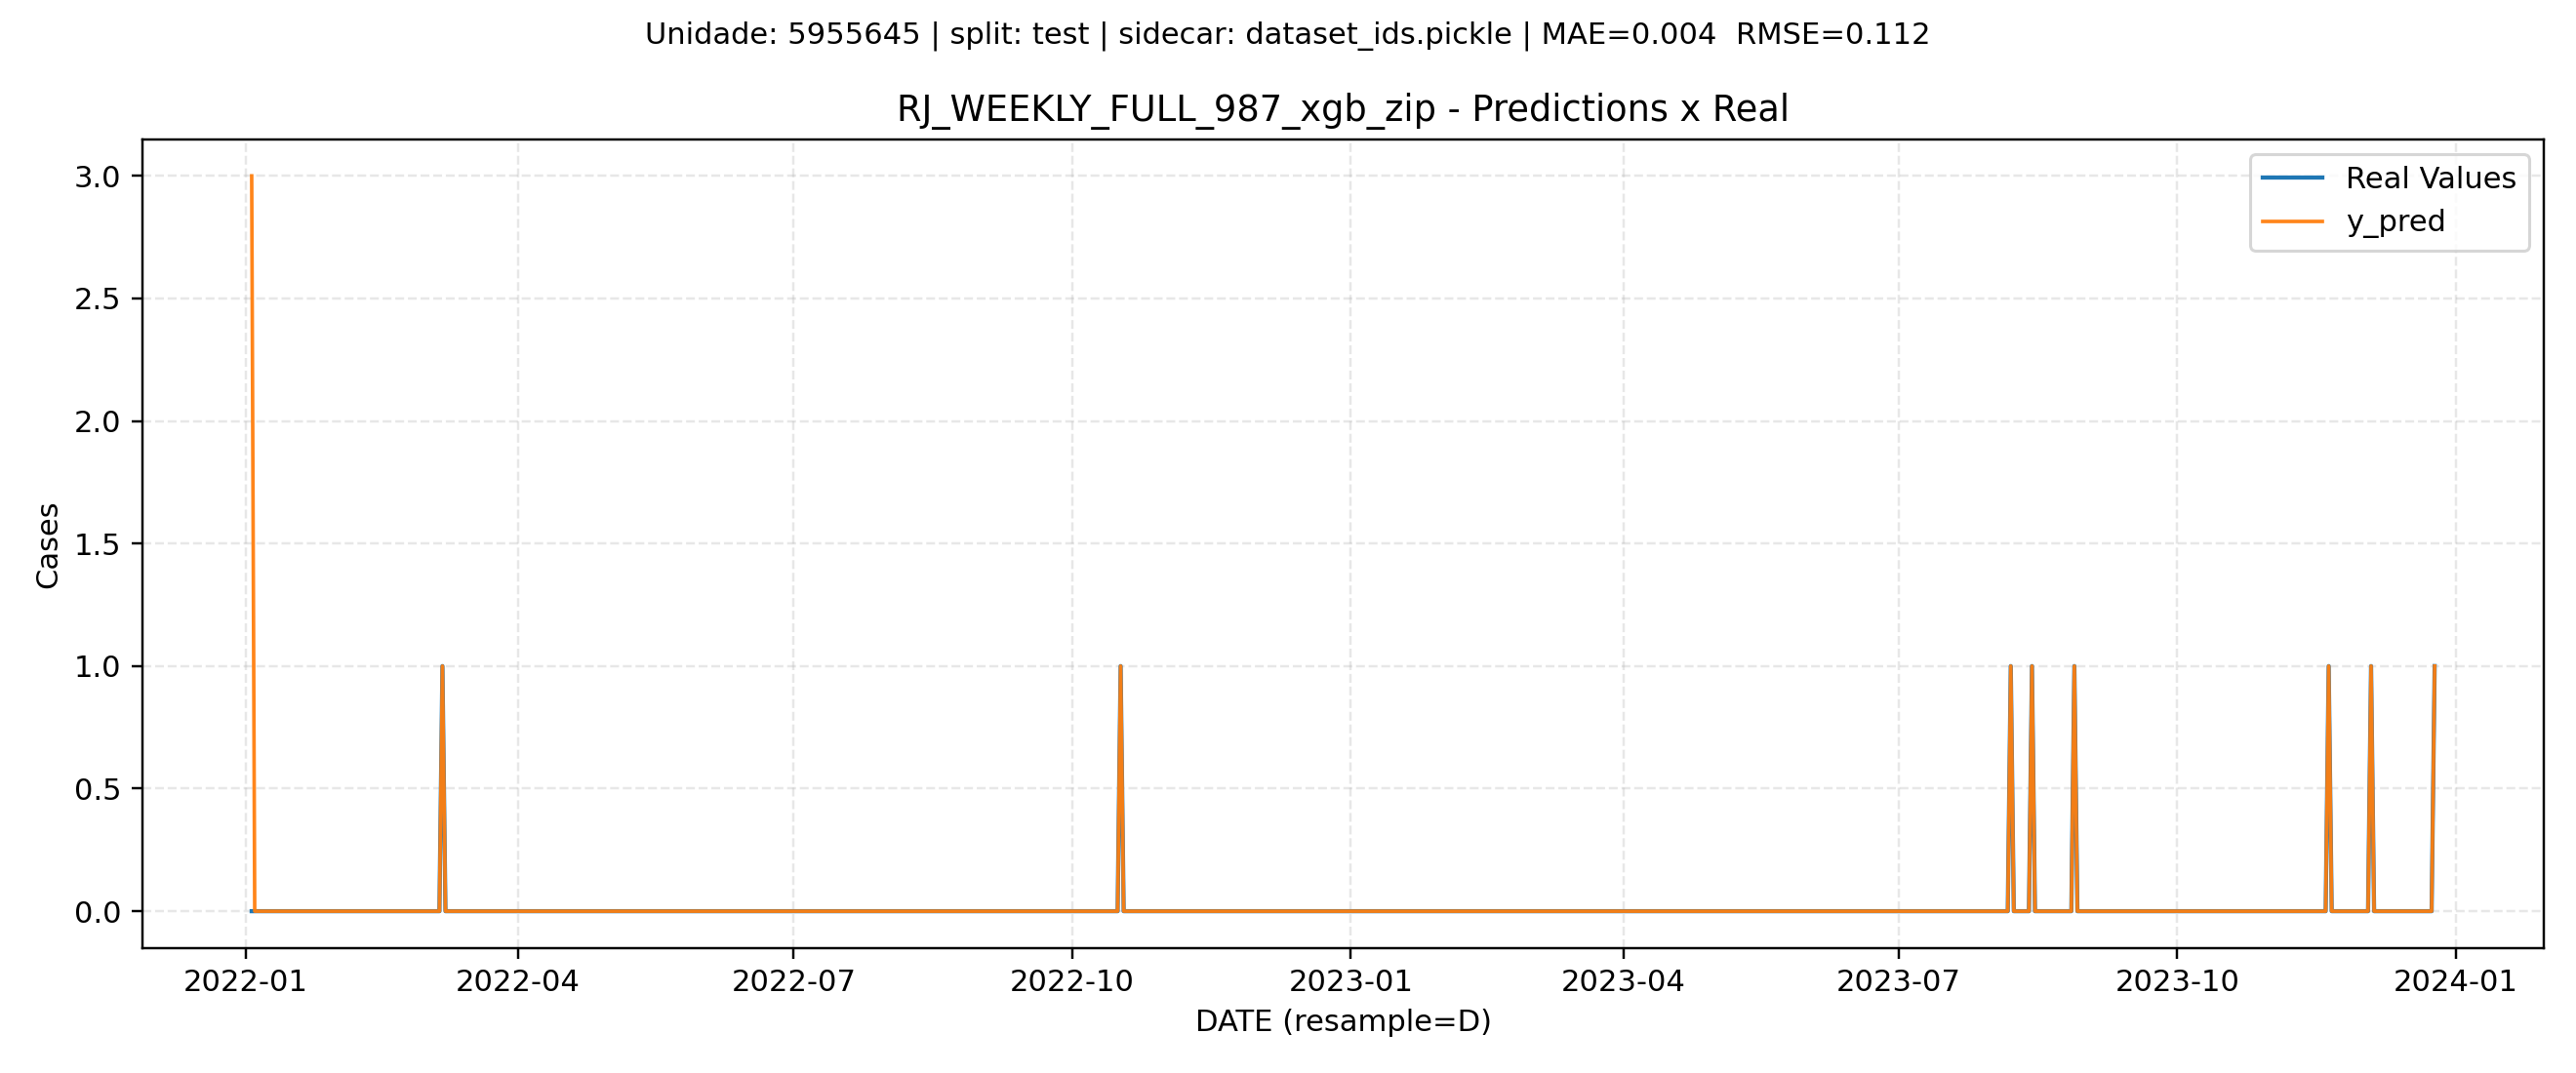 Unidade: 5955645 | split: test | sidecar: dataset_ids.pickle | MAE=0.004  RMSE=0.112
RJ_WEEKLY_FULL_987_xgb_zip - Predictions x Real
Real Values
y_pred
Cases
3.0
2.5
2.0
1.5
1.0
0.5
0.0
2022-01 2022-04 2022-07 2022-10 2023-01 2023-04 2023-07 2023-10 2024-01
DATE (resample=D)